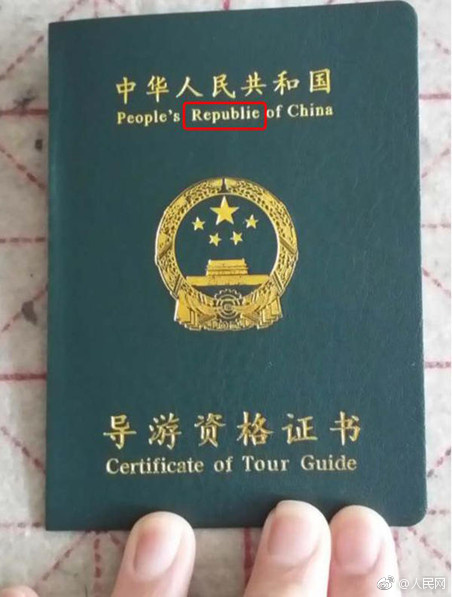 中华人民共和国
People's Republie of China
导游资格证书
Certificate of Tour Guide
@人民网